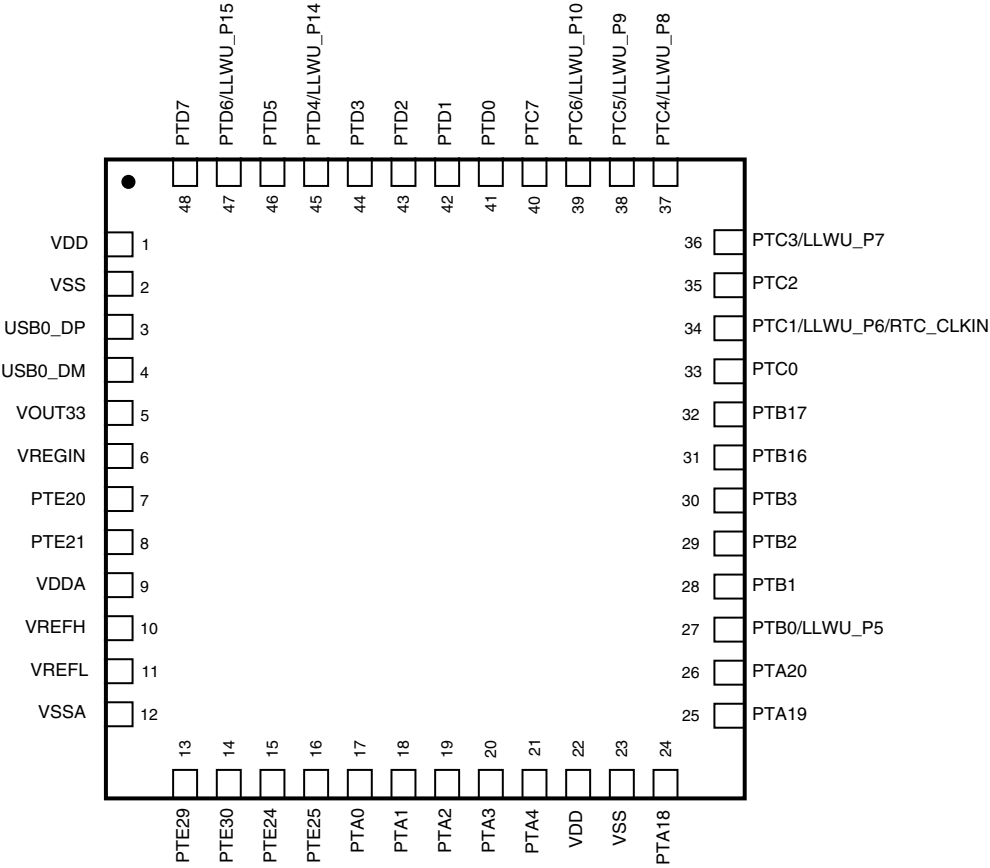 PTD7
PTD6/LLWU_P15
PTD5
PTD4/LLWU_P14
PTD3
PTD2
PTD1
PTD0
PTC7
PTC6/LLWU_P10
PTC5/LLWU_P9
PTC4/LLWU_P8
48
47
46
45
44
43
42
41
40
39
38
37
VDD 1
VSS 2
USB0_DP 3
USB0_DM 4
VOUT33 5
VREGIN 6
PTE20 7
PTE21 8
VDDA 9
VREFH 10
VREFL 11
VSSA 12
36 PTC3/LLWU_P7
35 PTC2
34 PTC1/LLWU_P6/RTC_CLKIN
33 PTC0
32 PTB17
31 PTB16
30 PTB3
29 PTB2
28 PTB1
27 PTB0/LLWU_P5
26 PTA20
25 PTA19
13
14
15
16
17
18
19
20
21
22
23
24
PTE29
PTE30
PTE24
PTE25
PTA0
PTA1
PTA2
PTA3
PTA4
VDD
VSS
PTA18